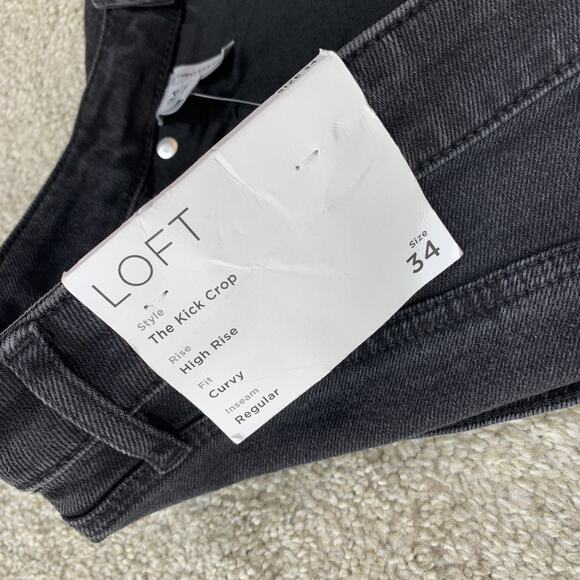 LOFT
Style
The Kick Crop
Rise
High Rise
Fit
Curvy
Inseam
Regular
Size
34